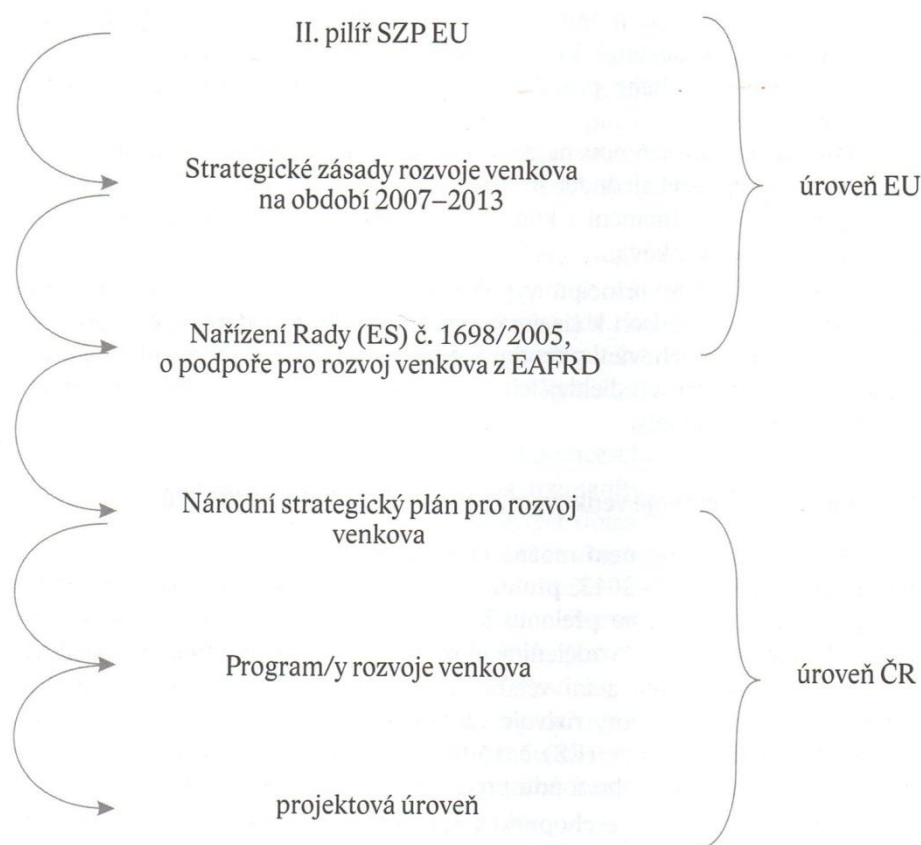 II. pilíř SZP EU
Strategické zásady rozvoje venkova
na období 2007–2013
úroveň EU
Nařízení Rady (ES) č. 1698/2005,
o podpoře pro rozvoj venkova z EAFRD
Národní strategický plán pro rozvoj
venkova
Program/y rozvoje venkova
úroveň ČR
projektová úroveň